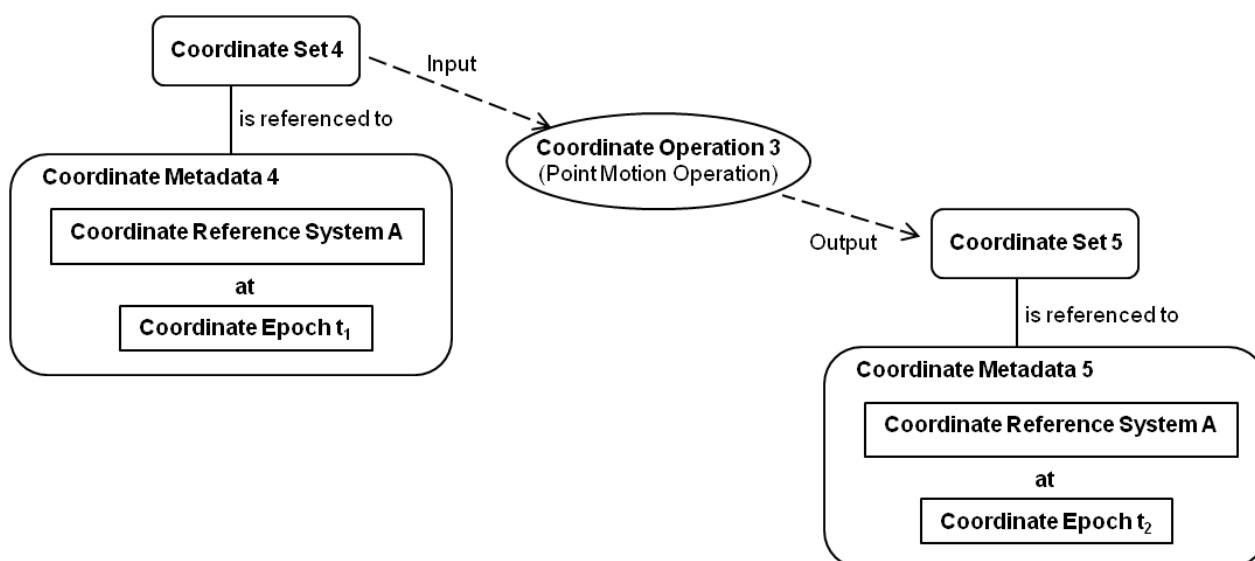 Coordinate Set 4
Input
is referenced to
Coordinate Operation 3
(Point Motion Operation)
Coordinate Metadata 4
Coordinate Reference System A
at
Coordinate Epoch t₁
Output
Coordinate Set 5
is referenced to
Coordinate Metadata 5
Coordinate Reference System A
at
Coordinate Epoch t₂